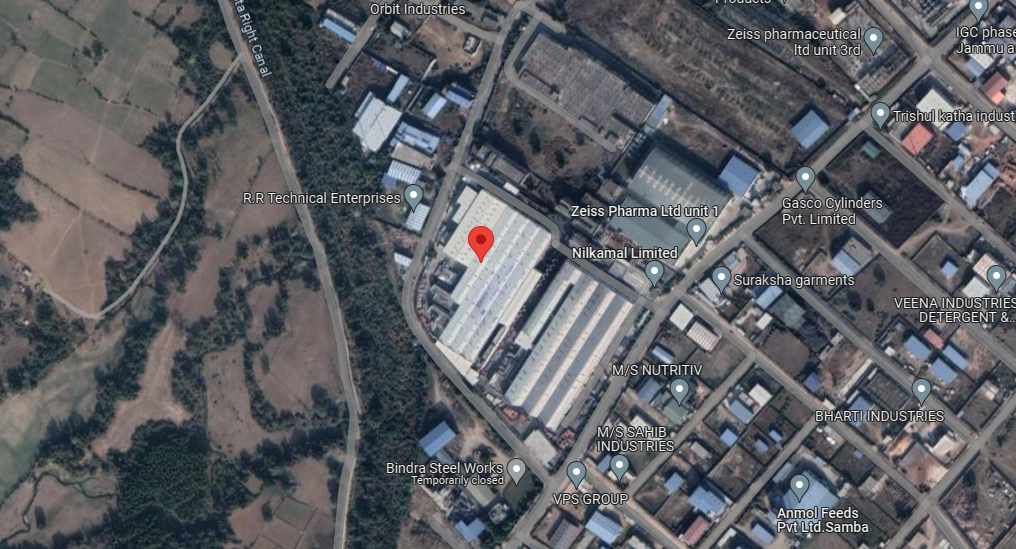 Orbit Industries
ta Right Canal
Zeiss pharmaceutical
ltd unit 3rd
IGC phase
Jammu a
Trishul katha indust
R.R Technical Enterprises
Gasco Cylinders
Pvt. Limited
Zeiss Pharma Ltd unit 1
Nilkamal Limited
Suraksha garments
VEENA INDUSTRIES
DETERGENT &...
M/S NUTRITIV
BHARTI INDUSTRIES
M/S SAHIB
INDUSTRIES
Bindra Steel Works
Temporarily closed
VPS GROUP
Anmol Feeds
Pvt Ltd.Samba